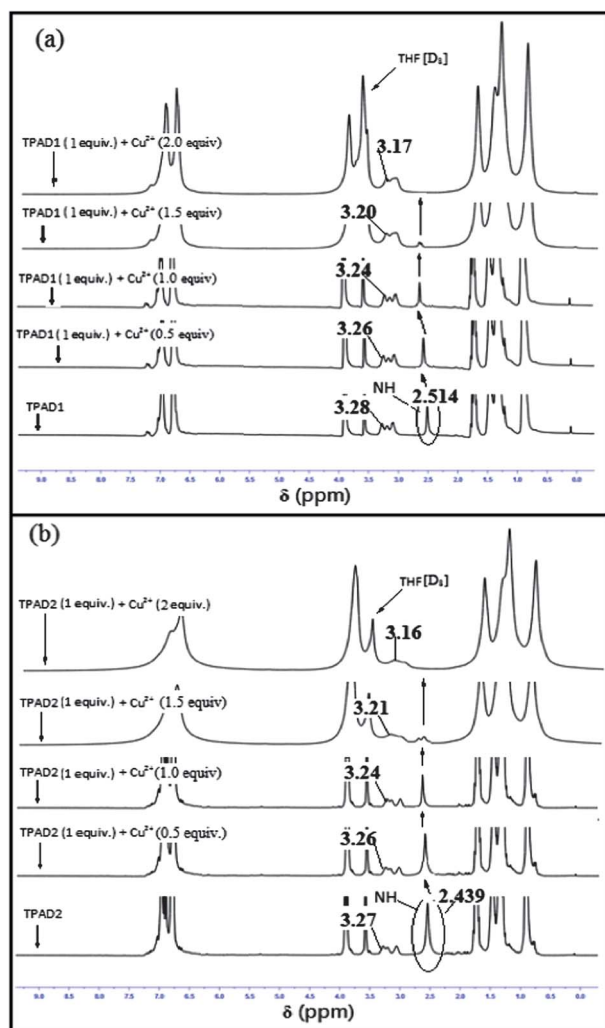 (a)
THF [D₈]
TPAD1 (1 equiv.) + Cu²⁺ (2.0 equiv)
3.17
TPAD1 (1 equiv.) + Cu²⁺ (1.5 equiv)
3.20
TPAD1 (1 equiv.) + Cu²⁺ (1.0 equiv)
3.24
TPAD1 (1 equiv.) + Cu²⁺ (0.5 equiv)
3.26
NH
2.514
TPAD1
3.28
9.0 8.5 8.0 7.5 7.0 6.5 6.0 5.5 5.0 4.5 4.0 3.5 3.0 2.5 2.0 1.5 1.0 0.5 0.0
δ (ppm)
(b)
THF [D₈]
TPAD2 (1 equiv.) + Cu²⁺ (2 equiv.)
3.16
TPAD2 (1 equiv.) + Cu²⁺ (1.5 equiv)
3.21
TPAD2 (1 equiv.) + Cu²⁺ (1.0 equiv)
3.24
TPAD2 (1 equiv.) + Cu²⁺ (0.5 equiv.)
3.26
NH
2.439
TPAD2
3.27
9.0 8.5 8.0 7.5 7.0 6.5 6.0 5.5 5.0 4.5 4.0 3.5 3.0 2.5 2.0 1.5 1.0 0.5 0.0
δ (ppm)